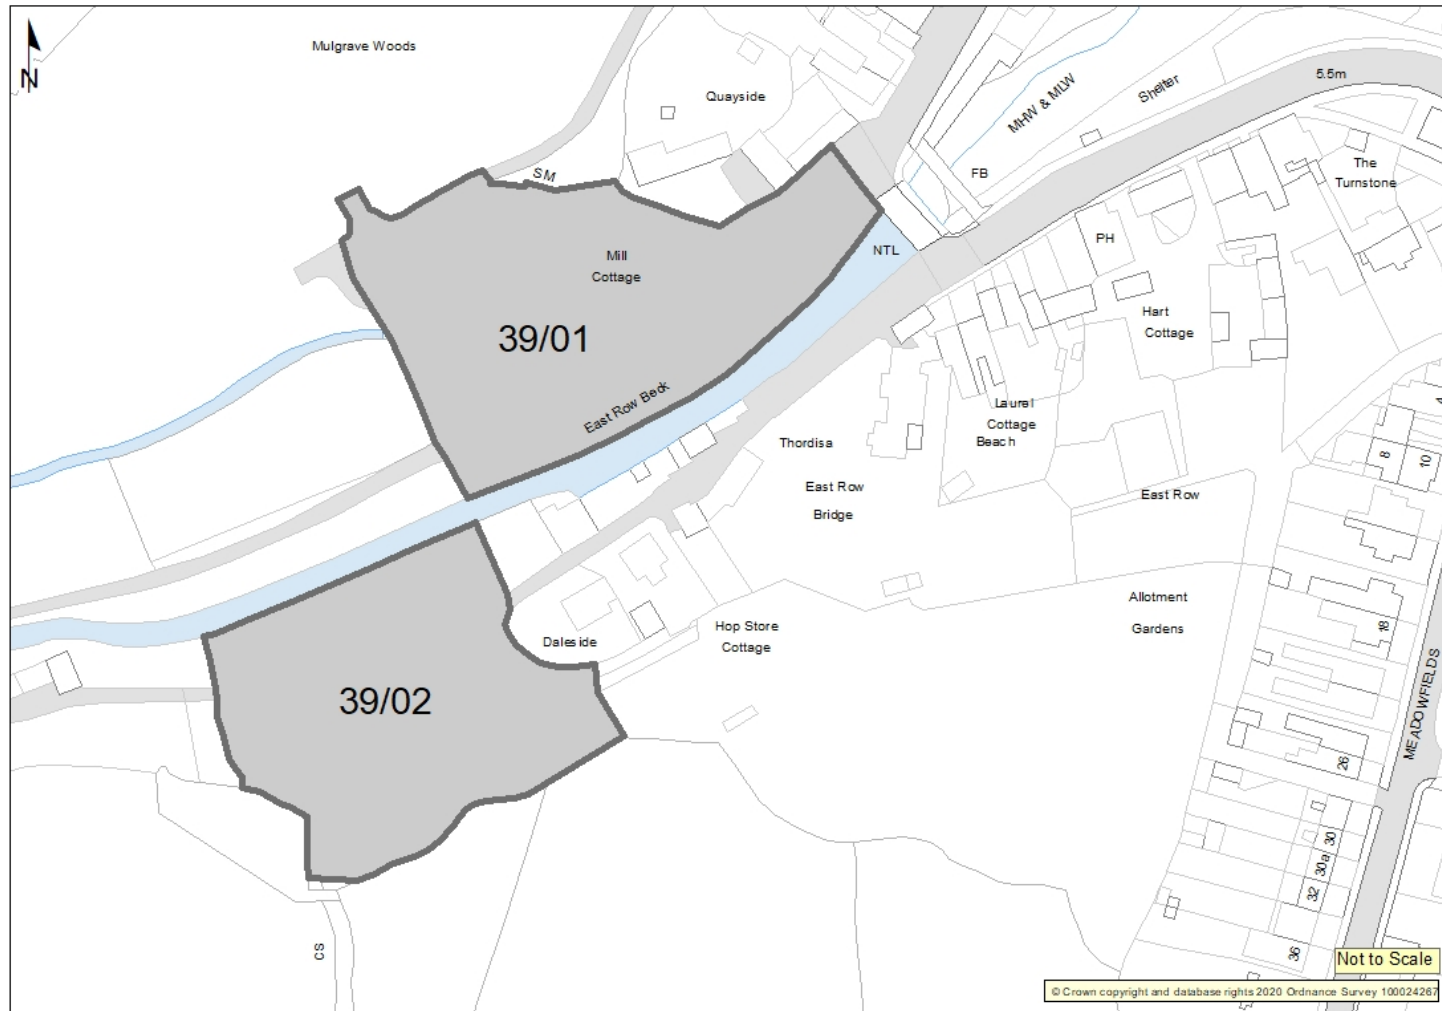 N
Mulgrave Woods
Quayside
MHW & MLW
Shelter
5.5m
The
Turnstone
SM
FB
NTL
PH
Mill
Cottage
39/01
Hart
Cottage
East Row Beck
Laurel
Cottage
Beach
Thordisa
East Row
Bridge
East Row
4
8
10
Allotment
Gardens
18
Daleside
Hop Store
Cottage
39/02
MEADOWFIELDS
26
30
30a
32
36
CS
Not to Scale
© Crown copyright and database rights 2020 Ordnance Survey 100024267